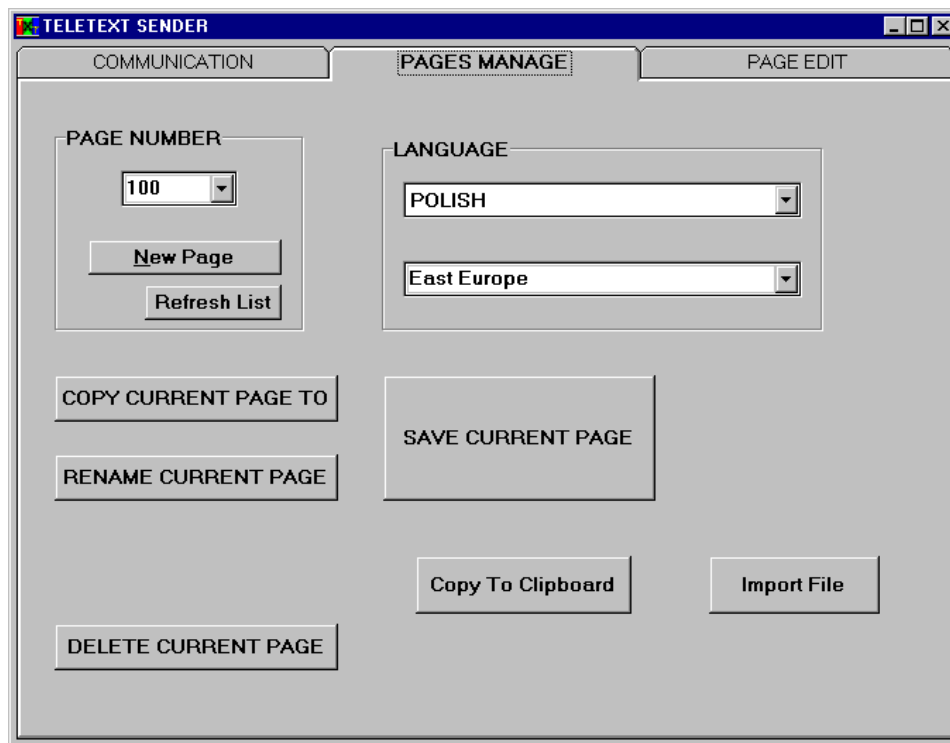 TELETEXT SENDER
COMMUNICATION
PAGES MANAGE
PAGE EDIT
PAGE NUMBER
100
New Page
Refresh List
LANGUAGE
POLISH
East Europe
COPY CURRENT PAGE TO
SAVE CURRENT PAGE
RENAME CURRENT PAGE
Copy To Clipboard
Import File
DELETE CURRENT PAGE